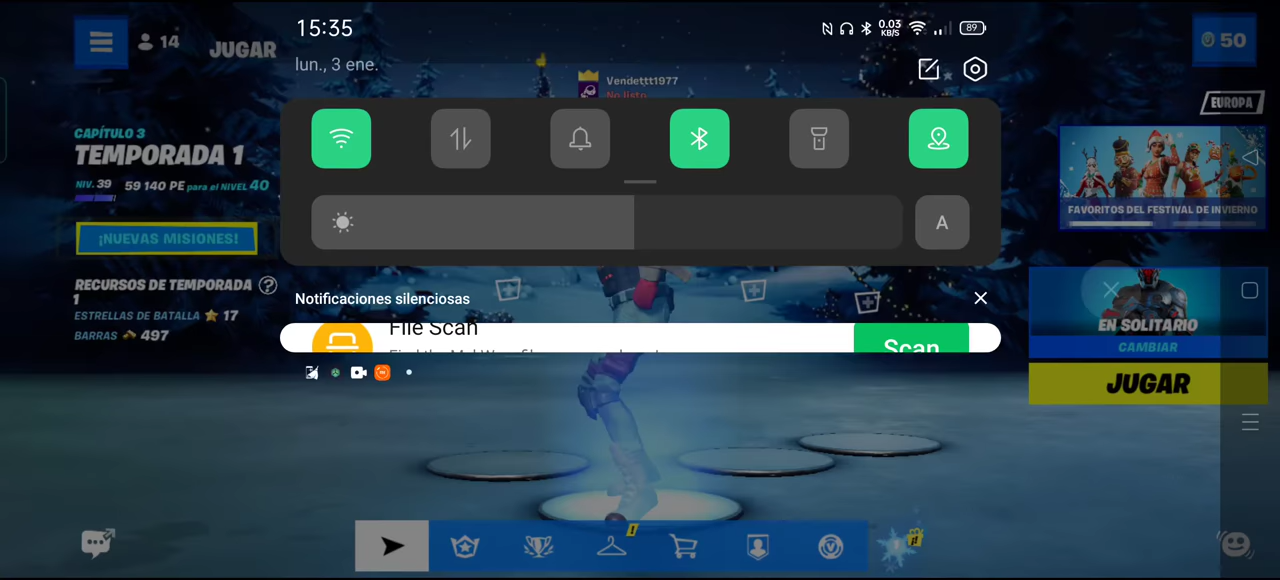 15:35
0.03
KB/S
89
lun., 3 ene.
14
JUGAR
50
Vendettt1977
No listo
EUROPA
CAPÍTULO 3
TEMPORADA 1
NIV. 39 59 140 PE para el NIVEL 40
¡NUEVAS MISIONES!
RECURSOS DE TEMPORADA
1
ESTRELLAS DE BATALLA 17
BARRAS 497
A
FAVORITOS DEL FESTIVAL DE INVIERNO
Notificaciones silenciosas
File Scan
Scan
EN SOLITARIO
CAMBIAR
JUGAR